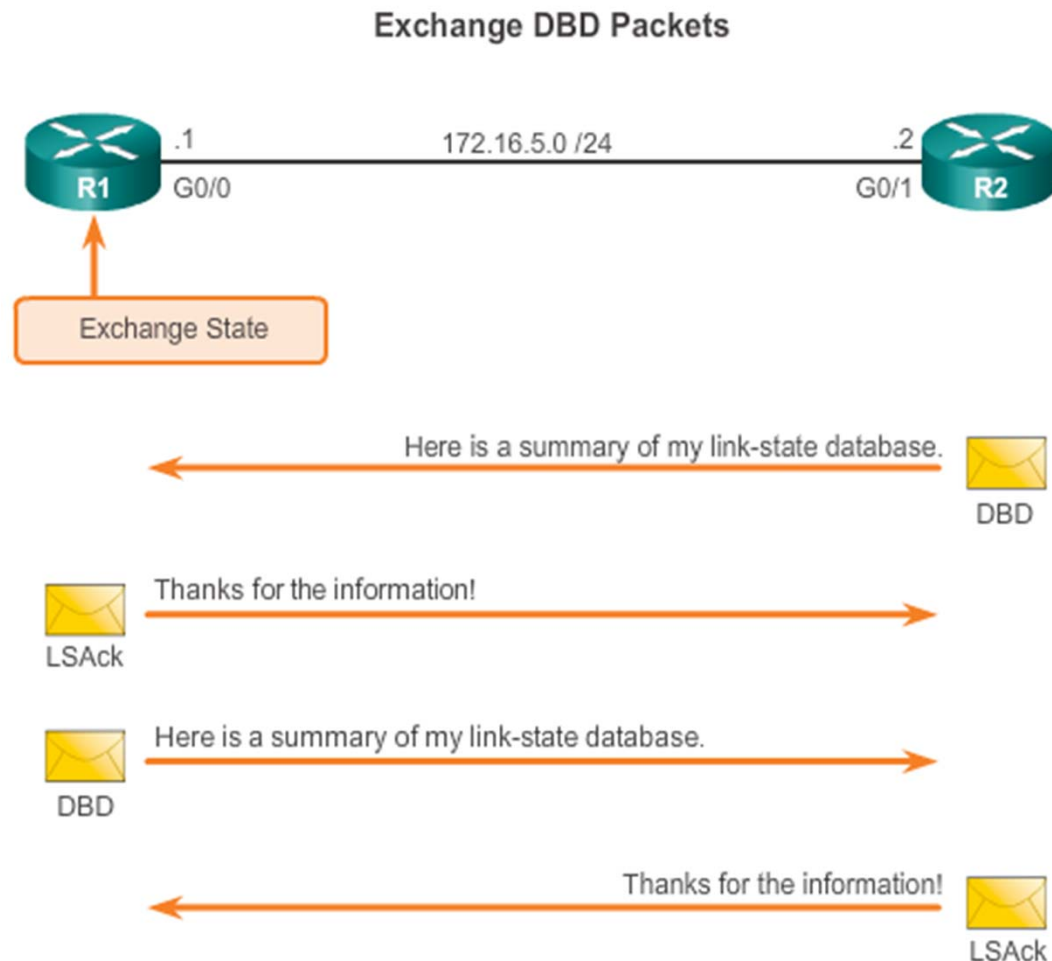 Exchange DBD Packets
.1
172.16.5.0 /24
.2
R1
G0/0
G0/1
R2
Exchange State
Here is a summary of my link-state database.
DBD
Thanks for the information!
LSAck
Here is a summary of my link-state database.
DBD
Thanks for the information!
LSAck